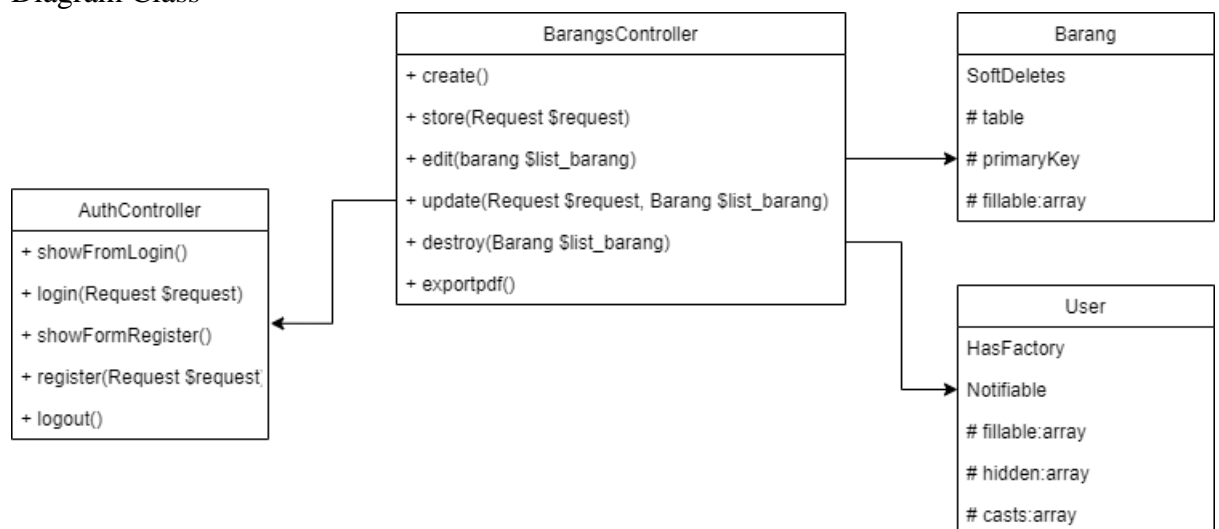 Diagram Class
BarangsController
+ create()
+ store(Request $request)
+ edit(barang $list_barang)
+ update(Request $request, Barang $list_barang)
+ destroy(Barang $list_barang)
+ exportpdf()
Barang
SoftDeletes
# table
# primaryKey
# fillable:array
AuthController
+ showFromLogin()
+ login(Request $request)
+ showFormRegister()
+ register(Request $request)
+ logout()
User
HasFactory
Notifiable
# fillable:array
# hidden:array
# casts:array